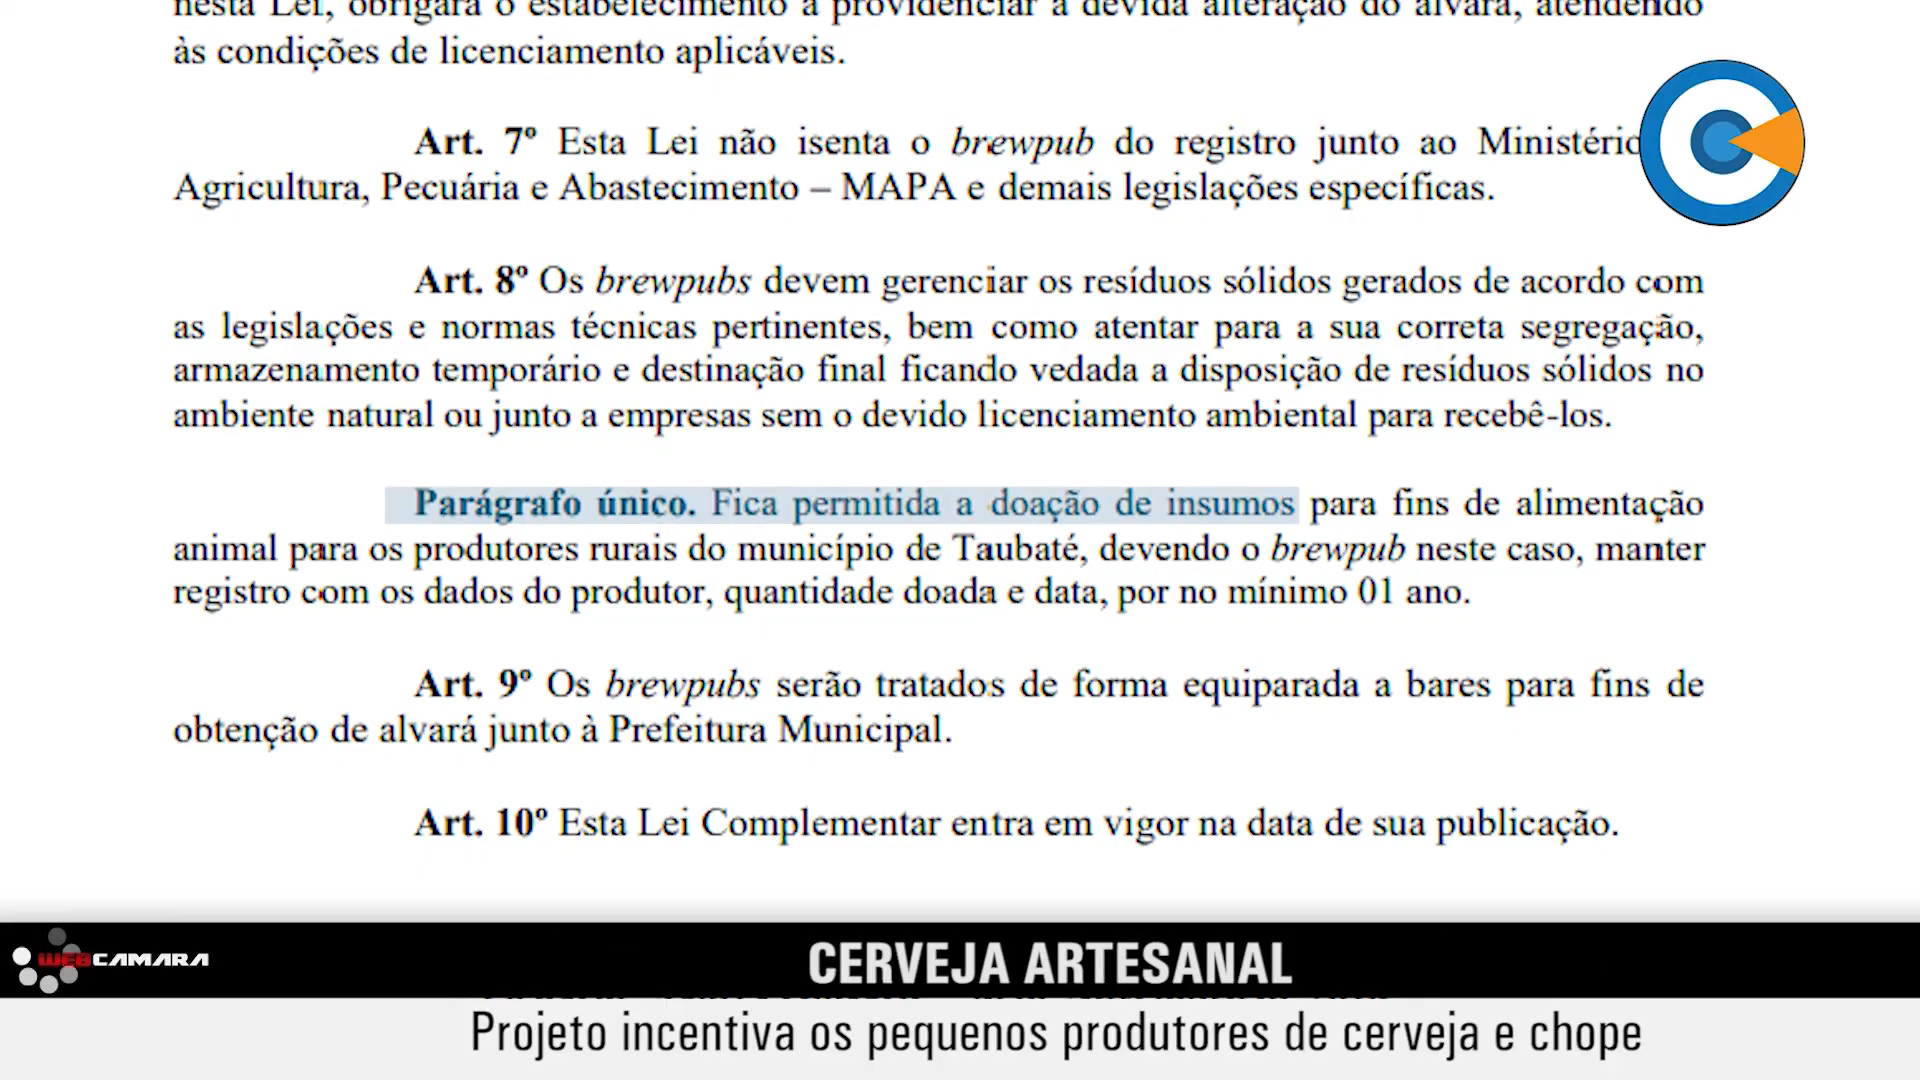 nesta Lei, obrigará o estabelecimento a providenciar a devida alteração do alvará, atendendo
às condições de licenciamento aplicáveis.
Art. 7º Esta Lei não isenta o brewpub do registro junto ao
Agricultura, Pecuária e Abastecimento – MAPA e demais legislações específicas.
Art. 8º Os brewpubs devem gerenciar os resíduos sólidos gerados de acordo com
as legislações e normas técnicas pertinentes, bem como atentar para a sua correta segregação,
armazenamento temporário e destinação final ficando vedada a disposição de resíduos sólidos no
ambiente natural ou junto a empresas sem o devido licenciamento ambiental para recebê-los.
Parágrafo único. Fica permitida a doação de insumos para fins de alimentação
animal para os produtores rurais do município de Taubaté, devendo o brewpub neste caso, manter
registro com os dados do produtor, quantidade doada e data, por no mínimo 01 ano.
Art. 9º Os brewpubs serão tratados de forma equiparada a bares para fins de
obtenção de alvará junto à Prefeitura Municipal.
Art. 10º Esta Lei Complementar entra em vigor na data de sua publicação.
WEBCAMARA
CERVEJA ARTESANAL
Projeto incentiva os pequenos produtores de cerveja e chope